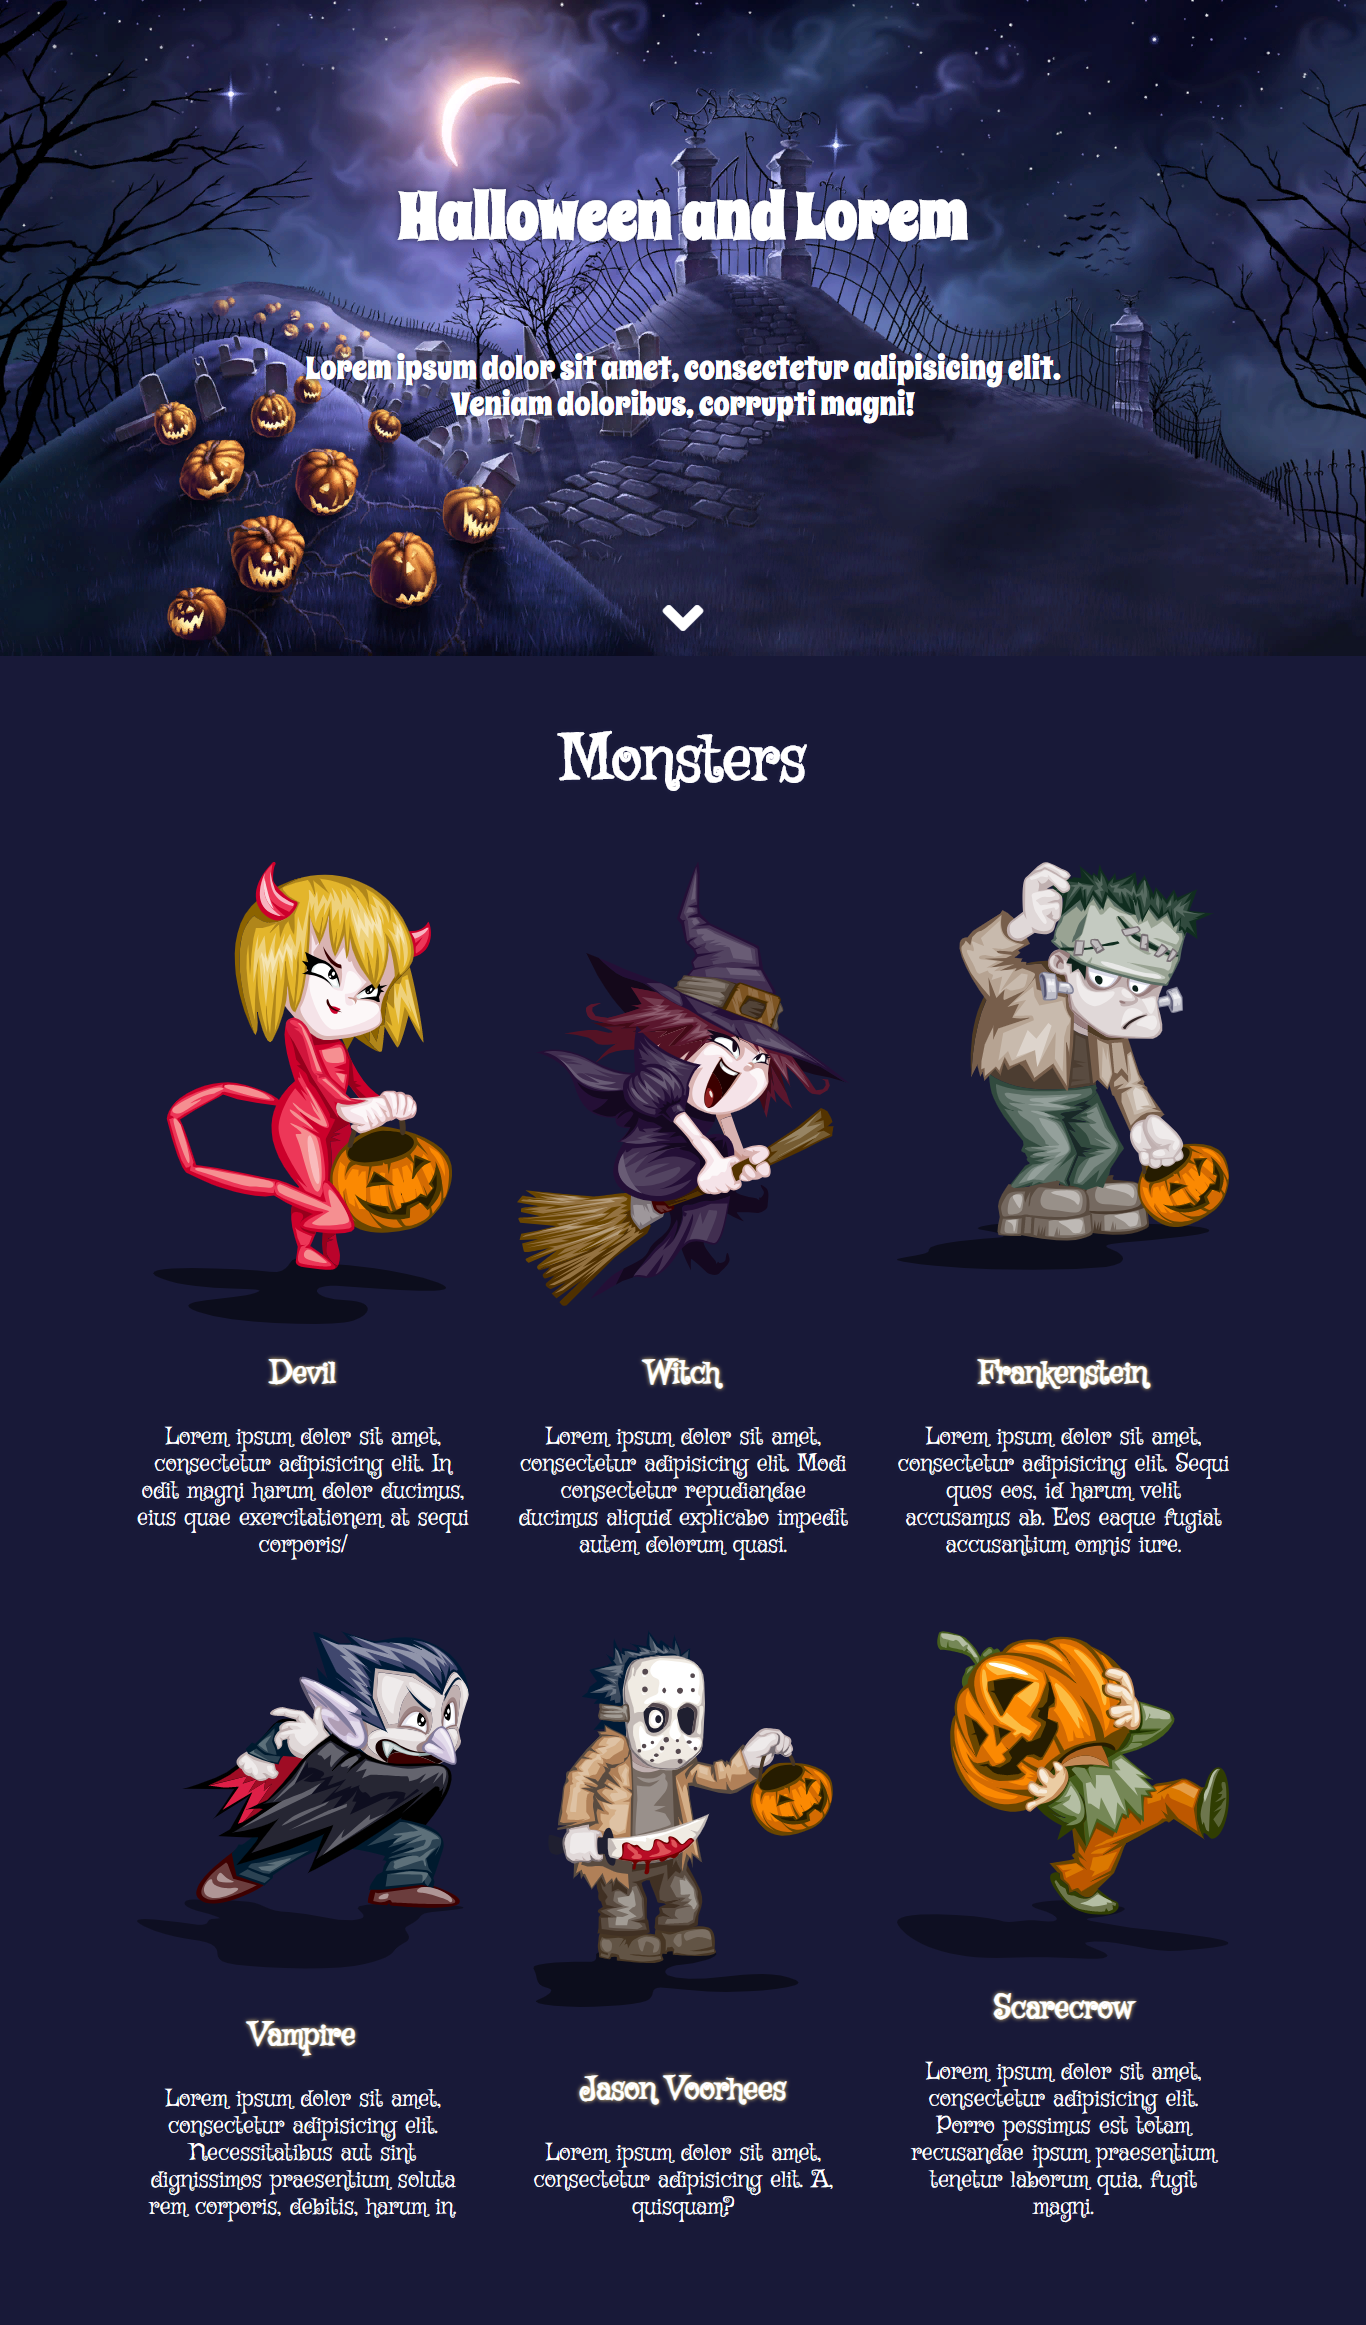 Halloween and Lorem
Lorem ipsum dolor sit amet, consectetur adipisicing elit.
Veniam doloribus, corrupti magni!
Monsters
Devil
Lorem ipsum dolor sit amet,
consectetur adipisicing elit. In
odit magni harum dolor ducimus,
eius quae exercitationem at sequi
corporis/
Witch
Lorem ipsum dolor sit amet,
consectetur adipisicing elit. Modi
consectetur repudiandae
ducimus aliquid explicabo impedit
autem dolorum quasi.
Frankenstein
Lorem ipsum dolor sit amet,
consectetur adipisicing elit. Sequi
quos eos, id harum velit
accusamus ab. Eos eaque fugiat
accusantium omnis iure.
Vampire
Lorem ipsum dolor sit amet,
consectetur adipisicing elit.
Necessitatibus aut sint
dignissimos praesentium soluta
rem corporis, debitis, harum in,
Jason Voorhees
Lorem ipsum dolor sit amet,
consectetur adipisicing elit. A,
quisquam?
Scarecrow
Lorem ipsum dolor sit amet,
consectetur adipisicing elit.
Porro possimus est totam
recusandae ipsum praesentium
tenetur laborum quia, fugit
magni.